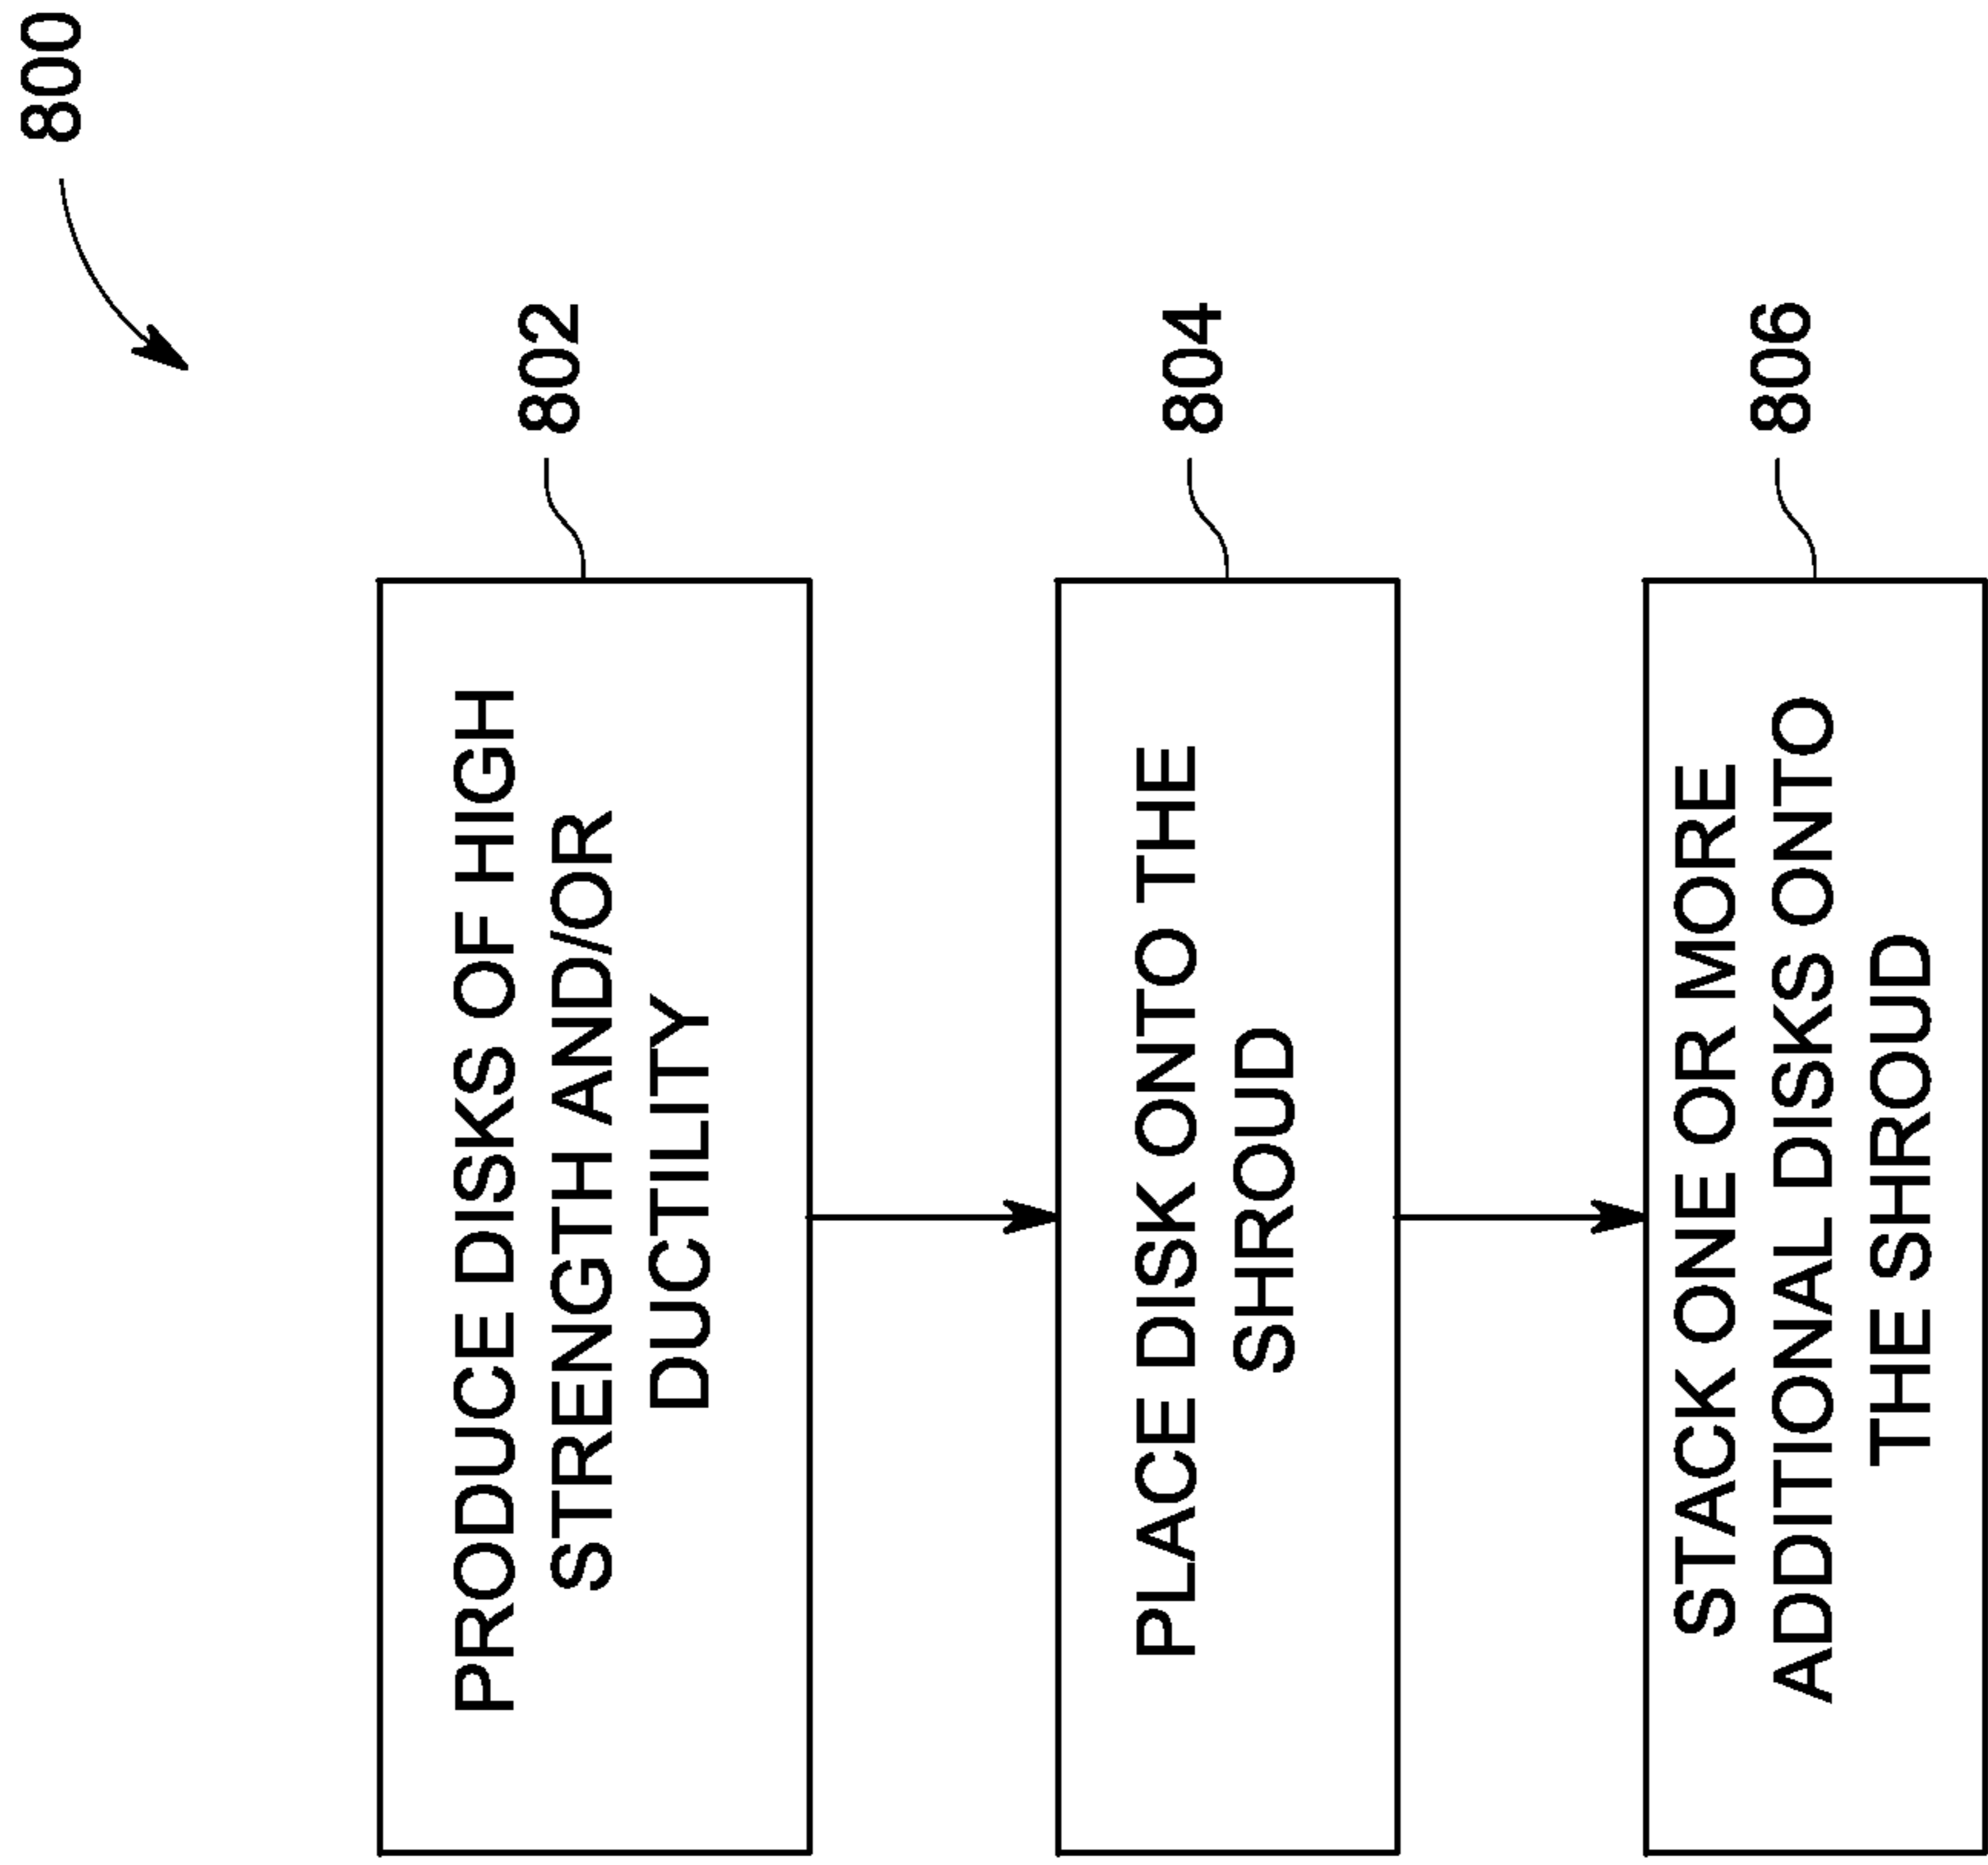 800
802
PRODUCE DISKS OF HIGH
STRENGTH AND/OR
DUCTILITY
804
PLACE DISK ONTO THE
SHROUD
806
STACK ONE OR MORE
ADDITIONAL DISKS ONTO
THE SHROUD